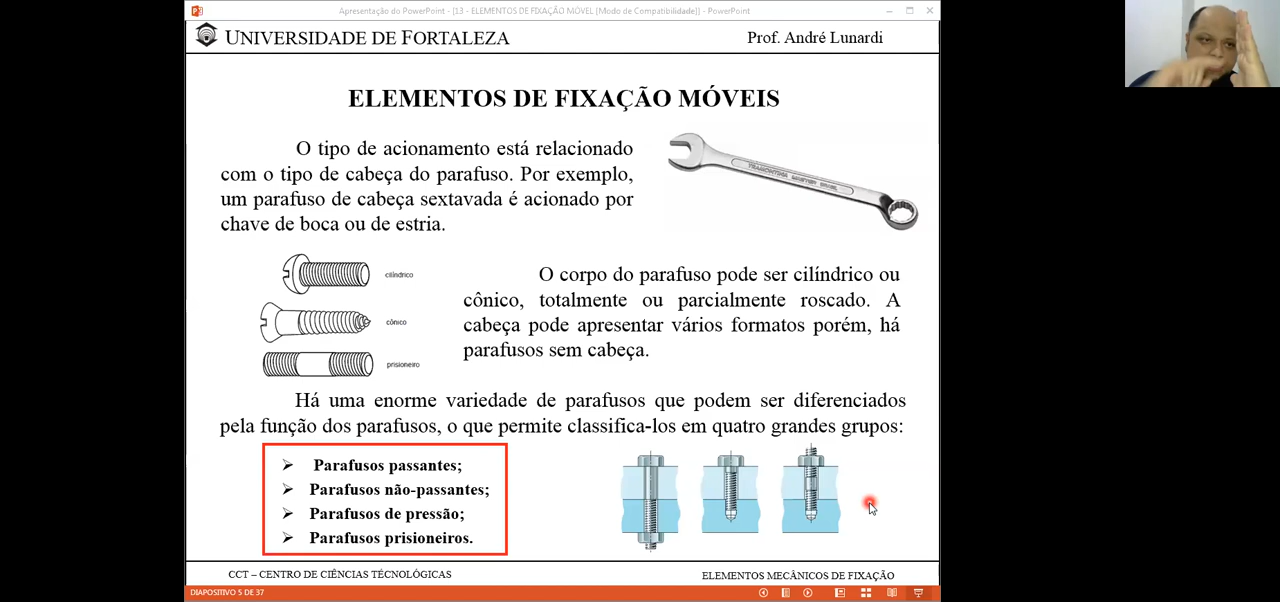 Apresentação do PowerPoint - [13 - ELEMENTOS DE FIXAÇÃO MÓVEL [Modo de Compatibilidade]] - PowerPoint
UNIVERSIDADE DE FORTALEZA
Prof. André Lunardi
ELEMENTOS DE FIXAÇÃO MÓVEIS
O tipo de acionamento está relacionado
com o tipo de cabeça do parafuso. Por exemplo,
um parafuso de cabeça sextavada é acionado por
chave de boca ou de estria.
TRAMONTINA
cilíndrico
cônico
prisioneiro
O corpo do parafuso pode ser cilíndrico ou
cônico, totalmente ou parcialmente roscado. A
cabeça pode apresentar vários formatos porém, há
parafusos sem cabeça.
Há uma enorme variedade de parafusos que podem ser diferenciados
pela função dos parafusos, o que permite classifica-los em quatro grandes grupos:
➢ Parafusos passantes;
➢ Parafusos não-passantes;
➢ Parafusos de pressão;
➢ Parafusos prisioneiros.
CCT – CENTRO DE CIÊNCIAS TÉCNOLÓGICAS
ELEMENTOS MECÂNICOS DE FIXAÇÃO
DIAPOSITIVO 5 DE 37